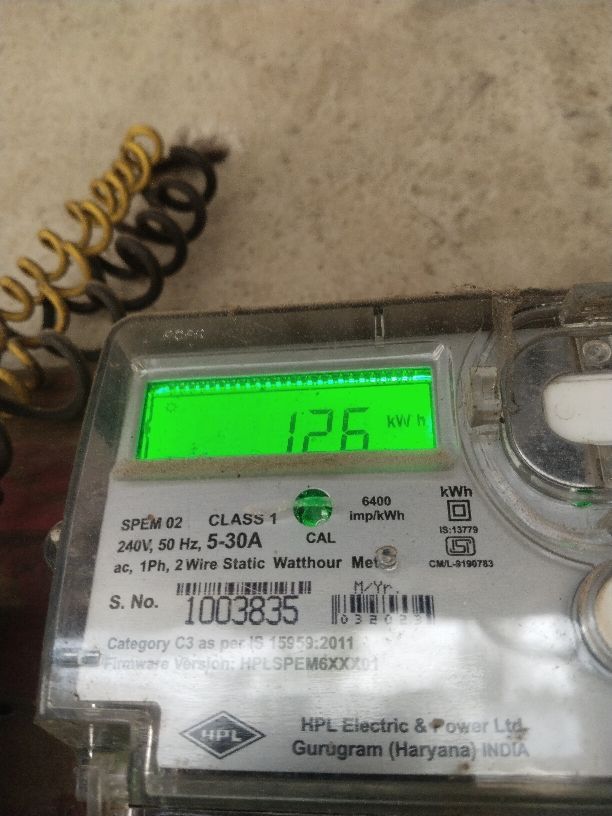 126 kWh
SPEM 02 CLASS 1 6400 imp/kWh kWh
240V, 50 Hz, 5-30A CAL IS:13779
ac, 1Ph, 2 Wire Static Watthour Met CM/L-9190783
M/Yr.
S. No. 1003835
Category C3 as per IS 15959:2011
Firmware Version: HPLSPEM6XXX01
HPL HPL Electric & Power Ltd.
Gurugram (Haryana) INDIA